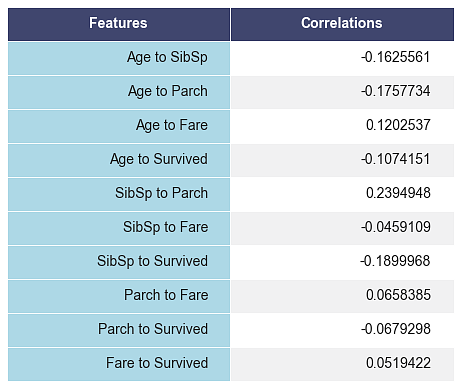 Features Correlations
Age to SibSp -0.1625561
Age to Parch -0.1757734
Age to Fare 0.1202537
Age to Survived -0.1074151
SibSp to Parch 0.2394948
SibSp to Fare -0.0459109
SibSp to Survived -0.1899968
Parch to Fare 0.0658385
Parch to Survived -0.0679298
Fare to Survived 0.0519422